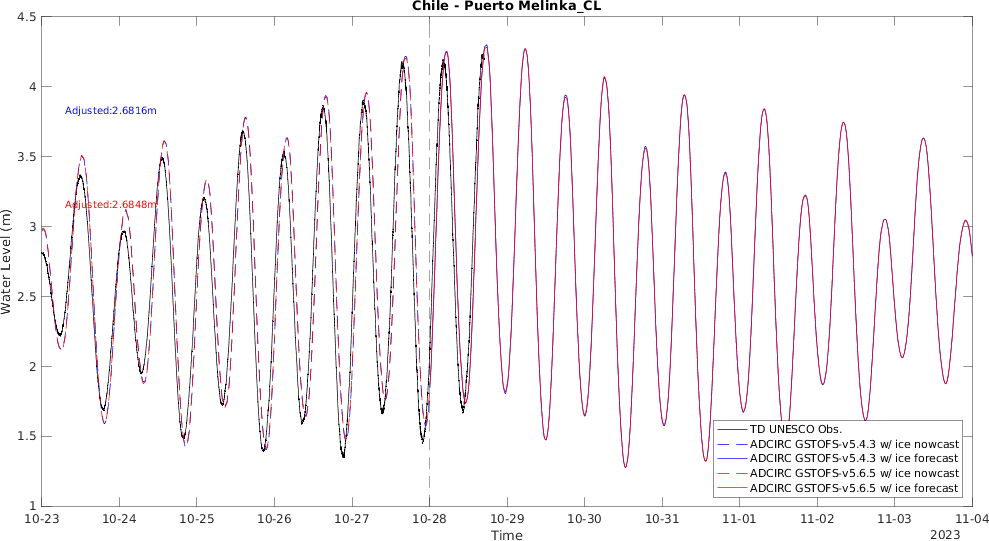 Chile - Puerto Melinka_CL
4.5
4
3.5
3
2.5
2
1.5
1
Water Level (m)
Adjusted:2.6816m
Adjusted:2.6848m
TD UNESCO Obs.
ADCIRC GSTOFS-v5.4.3 w/ ice nowcast
ADCIRC GSTOFS-v5.4.3 w/ ice forecast
ADCIRC GSTOFS-v5.6.5 w/ ice nowcast
ADCIRC GSTOFS-v5.6.5 w/ ice forecast
10-23 10-24 10-25 10-26 10-27 10-28 10-29 10-30 10-31 11-01 11-02 11-03 11-04
Time
2023